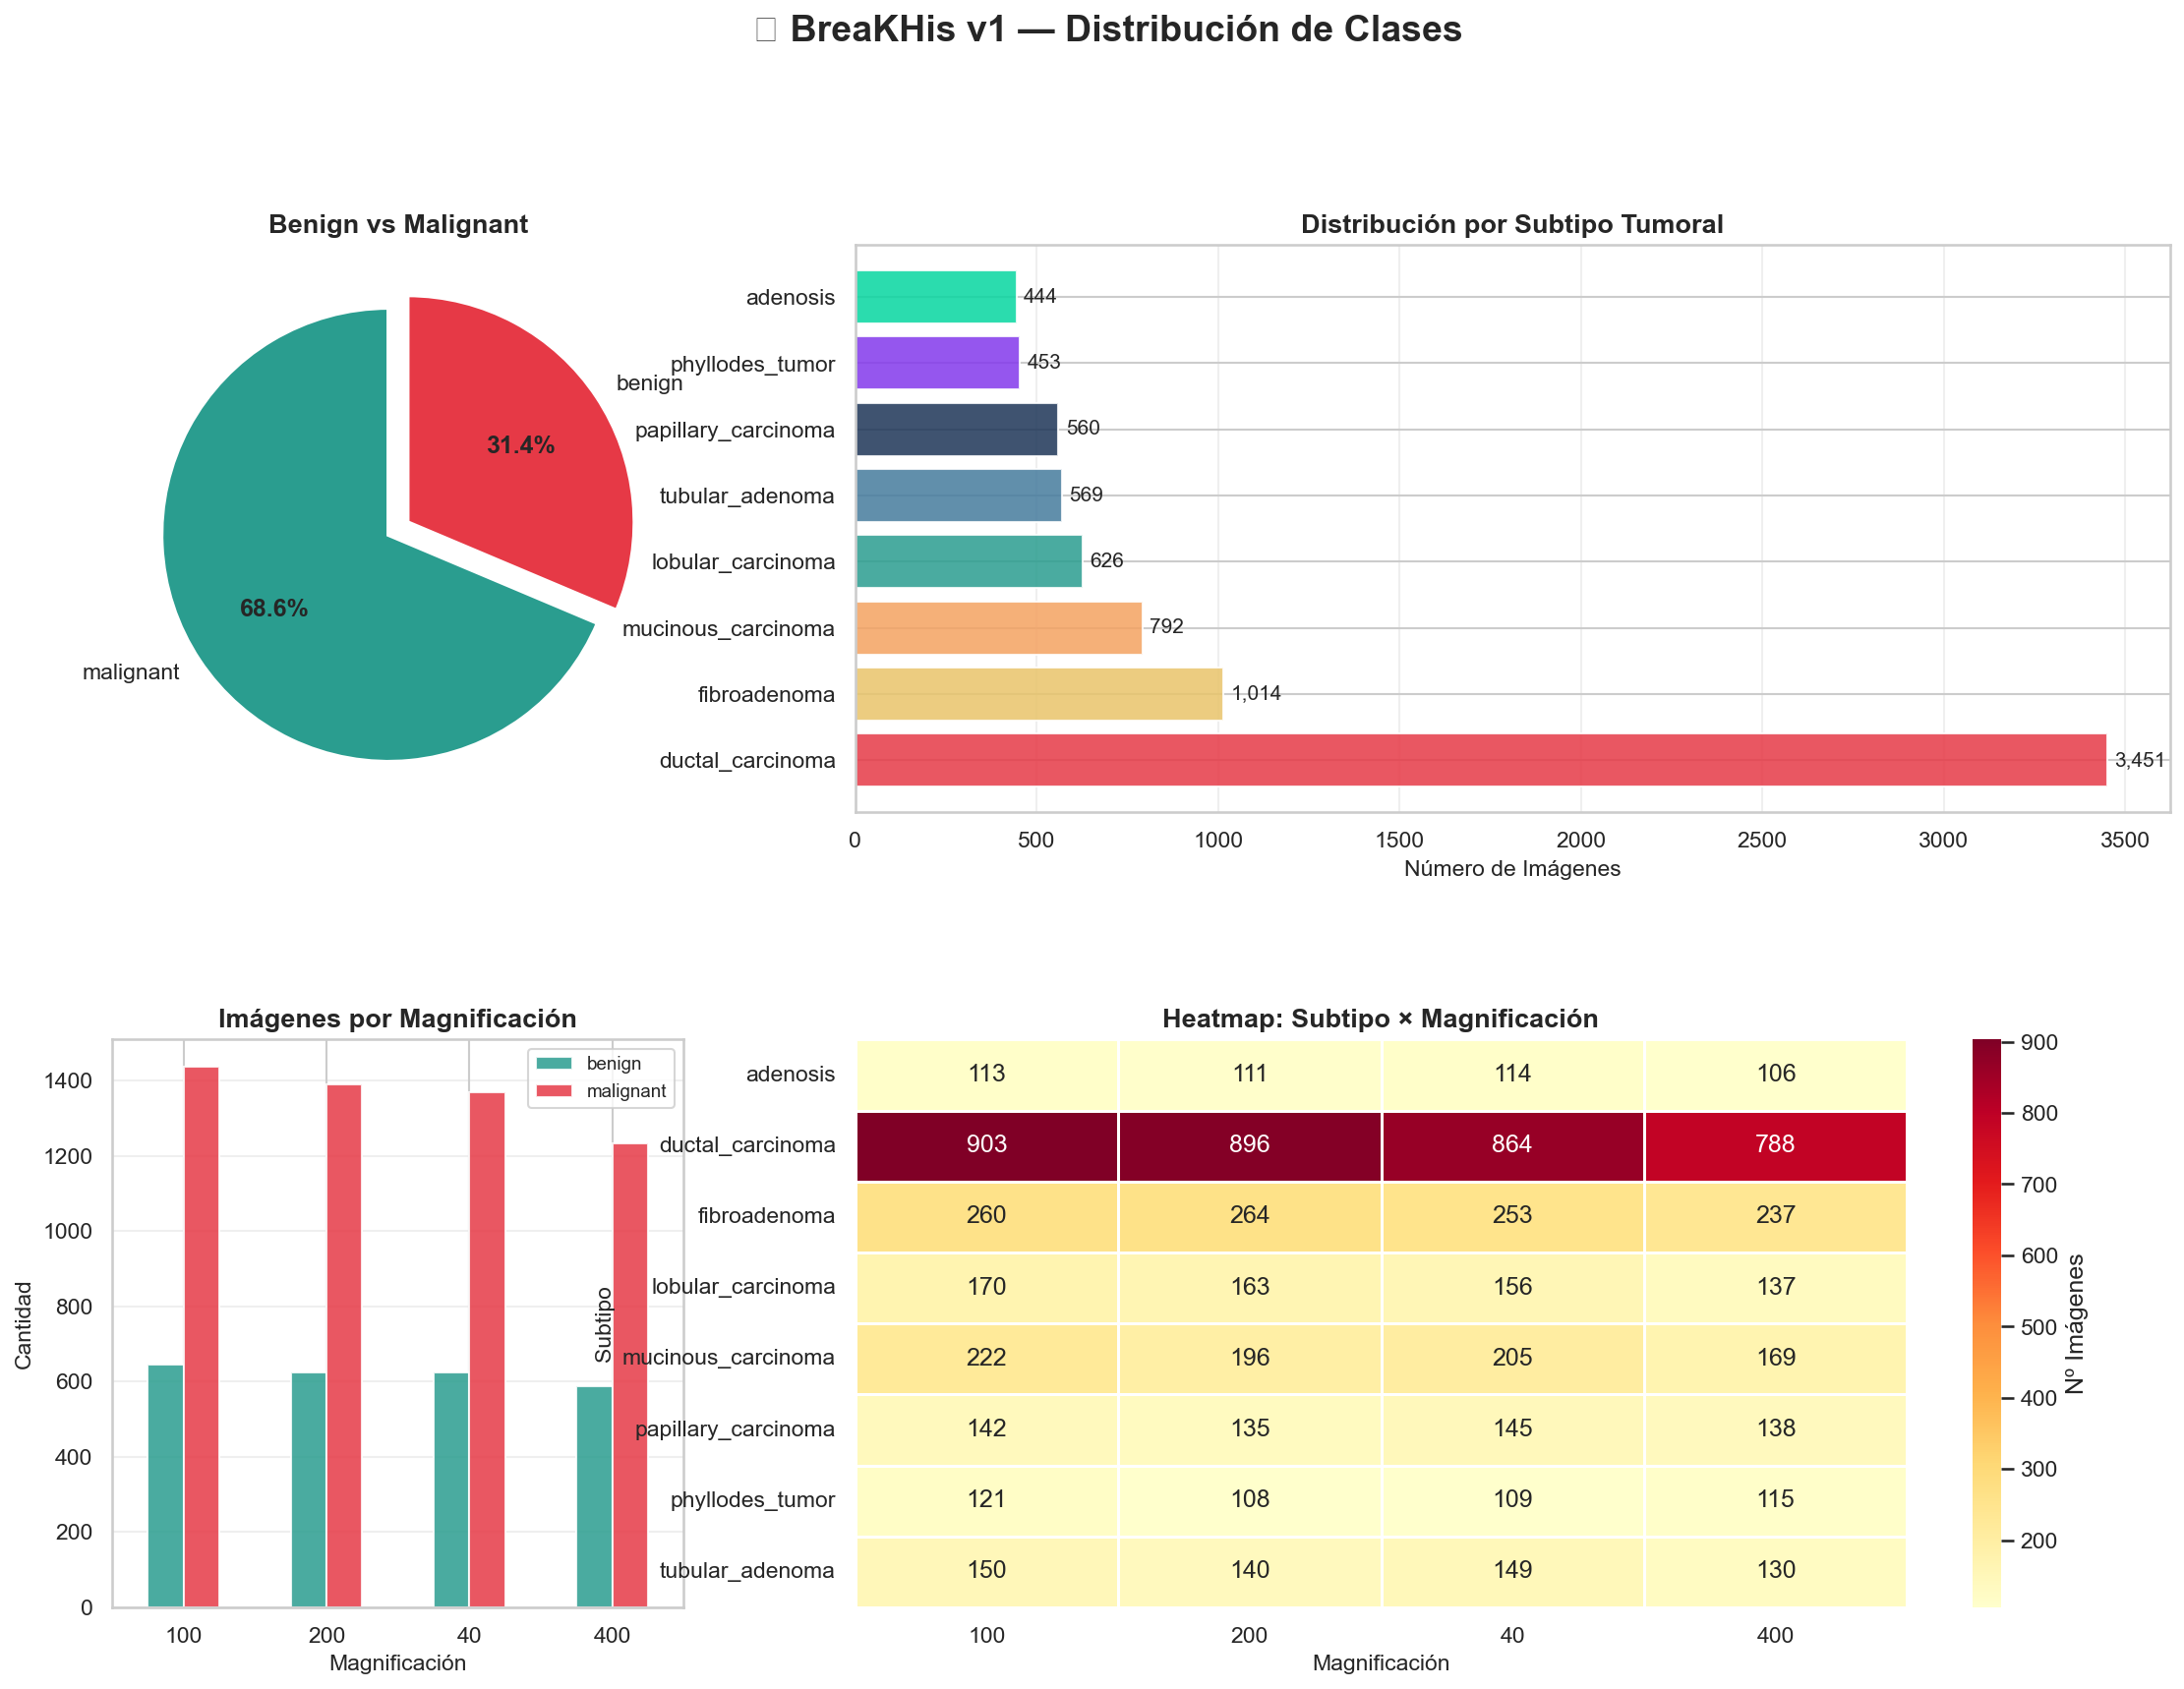 BreaKHis v1 — Distribución de Clases
Benign vs Malignant
benign
31.4%
68.6%
malignant
Distribución por Subtipo Tumoral
adenosis 444
phyllodes_tumor 453
papillary_carcinoma 560
tubular_adenoma 569
lobular_carcinoma 626
mucinous_carcinoma 792
fibroadenoma 1,014
ductal_carcinoma 3,451
0 500 1000 1500 2000 2500 3000 3500
Número de Imágenes
Imágenes por Magnificación
benign
malignant
1400
1200
1000
800
600
400
200
0
Cantidad
100 200 40 400
Magnificación
Heatmap: Subtipo × Magnificación
Subtipo
adenosis 113 111 114 106
ductal_carcinoma 903 896 864 788
fibroadenoma 260 264 253 237
lobular_carcinoma 170 163 156 137
mucinous_carcinoma 222 196 205 169
papillary_carcinoma 142 135 145 138
phyllodes_tumor 121 108 109 115
tubular_adenoma 150 140 149 130
100 200 40 400
Magnificación
900
800
700
600
500
400
300
200
Nº Imágenes